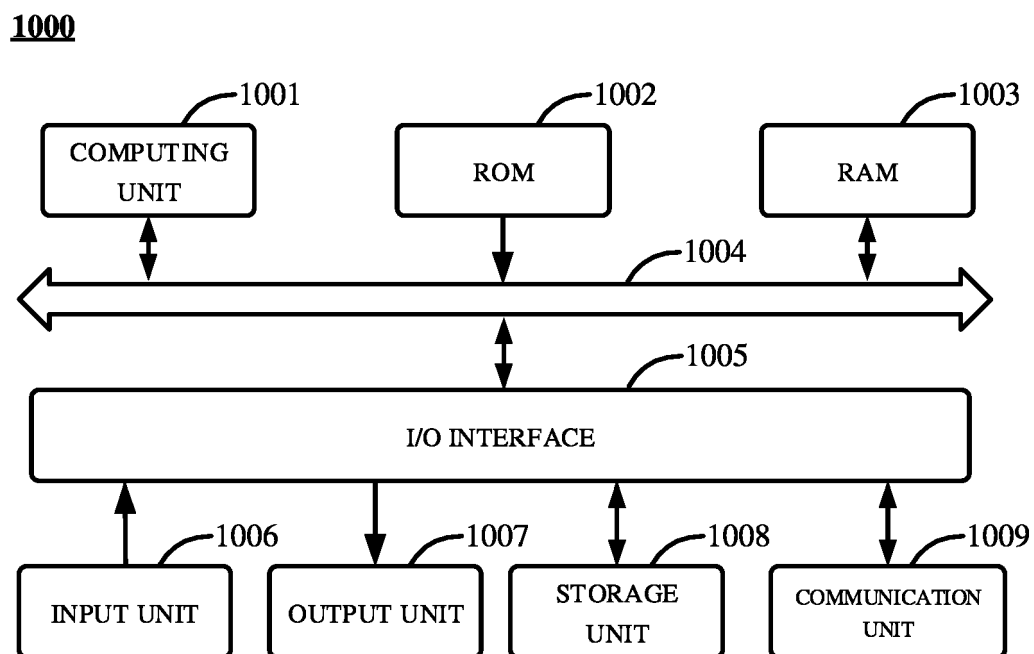 1000
1001
1002
1003
COMPUTING
UNIT
ROM
RAM
1004
1005
I/O INTERFACE
1006
1007
1008
1009
INPUT UNIT
OUTPUT UNIT
STORAGE
UNIT
COMMUNICATION
UNIT